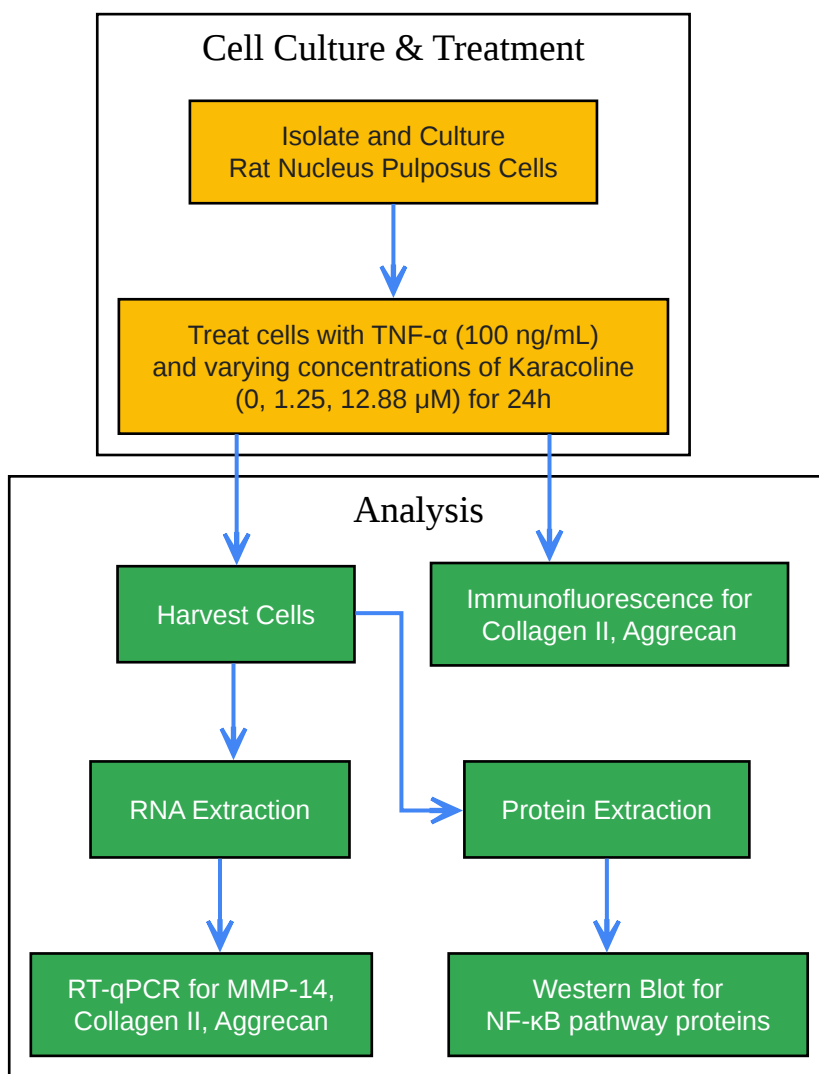 Cell Culture & Treatment
Isolate and Culture
Rat Nucleus Pulposus Cells
Treat cells with TNF-α (100 ng/mL)
and varying concentrations of Karacoline
(0, 1.25, 12.88 μM) for 24h
Analysis
Harvest Cells
Immunofluorescence for
Collagen II, Aggrecan
RNA Extraction
Protein Extraction
RT-qPCR for MMP-14,
Collagen II, Aggrecan
Western Blot for
NF-κB pathway proteins